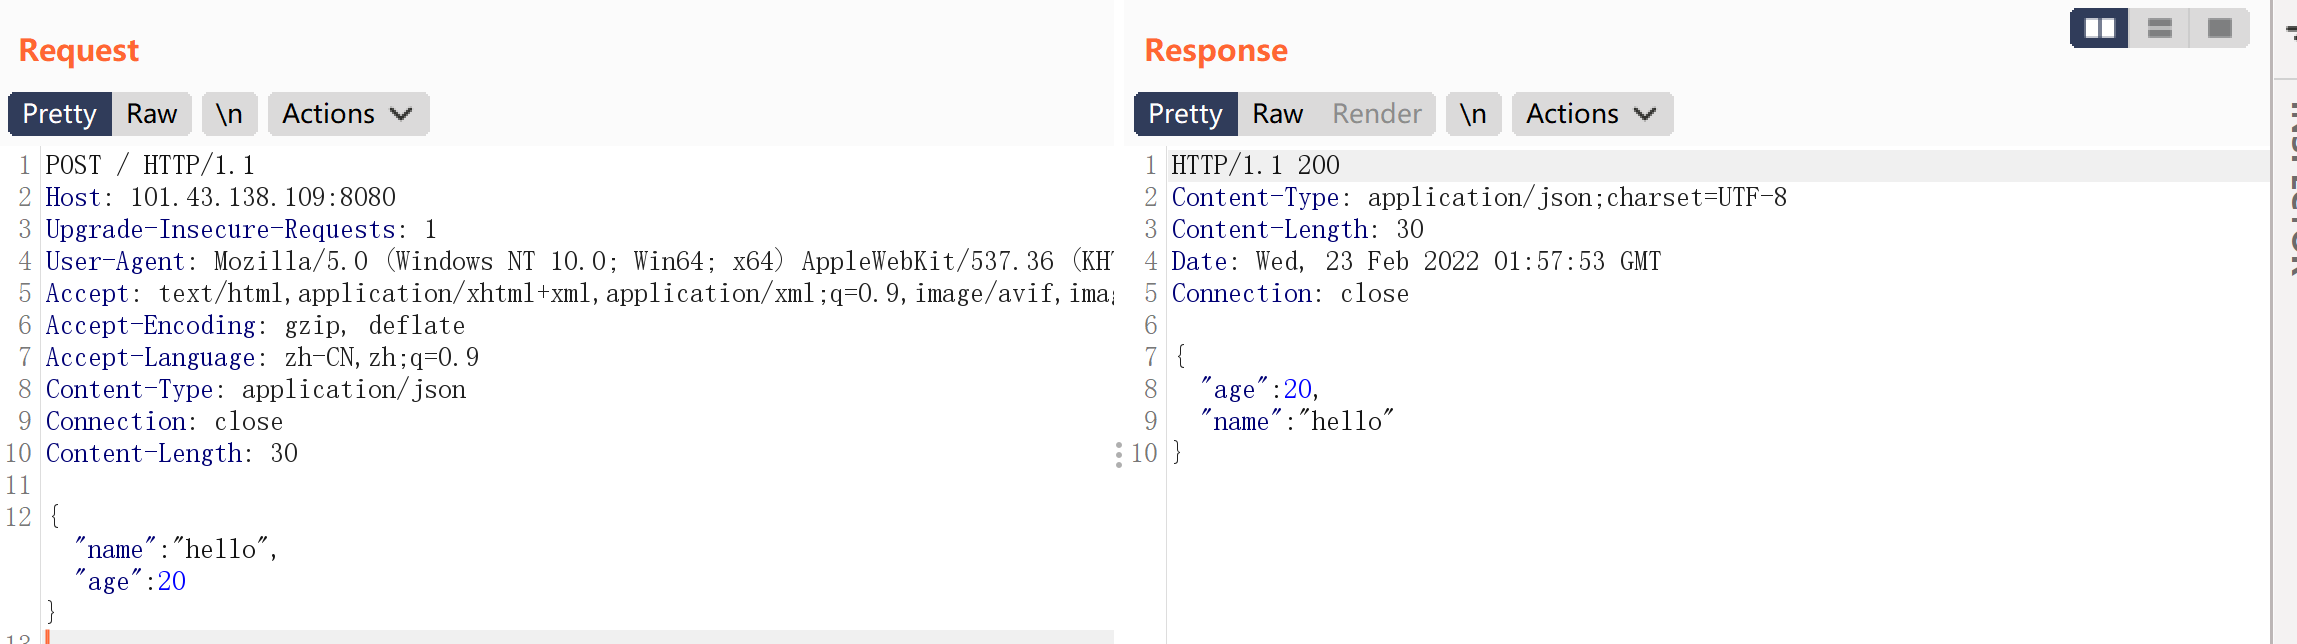 Request
Pretty Raw \n Actions
1 POST / HTTP/1.1
2 Host: 101.43.138.109:8080
3 Upgrade-Insecure-Requests: 1
4 User-Agent: Mozilla/5.0 (Windows NT 10.0; Win64; x64) AppleWebKit/537.36 (KH
5 Accept: text/html,application/xhtml+xml,application/xml;q=0.9,image/avif,ima
6 Accept-Encoding: gzip, deflate
7 Accept-Language: zh-CN,zh;q=0.9
8 Content-Type: application/json
9 Connection: close
10 Content-Length: 30
11
12 {
"name":"hello",
"age":20
}
13
Response
Pretty Raw Render \n Actions
1 HTTP/1.1 200
2 Content-Type: application/json;charset=UTF-8
3 Content-Length: 30
4 Date: Wed, 23 Feb 2022 01:57:53 GMT
5 Connection: close
6
7 {
8 "age":20,
9 "name":"hello"
10 }